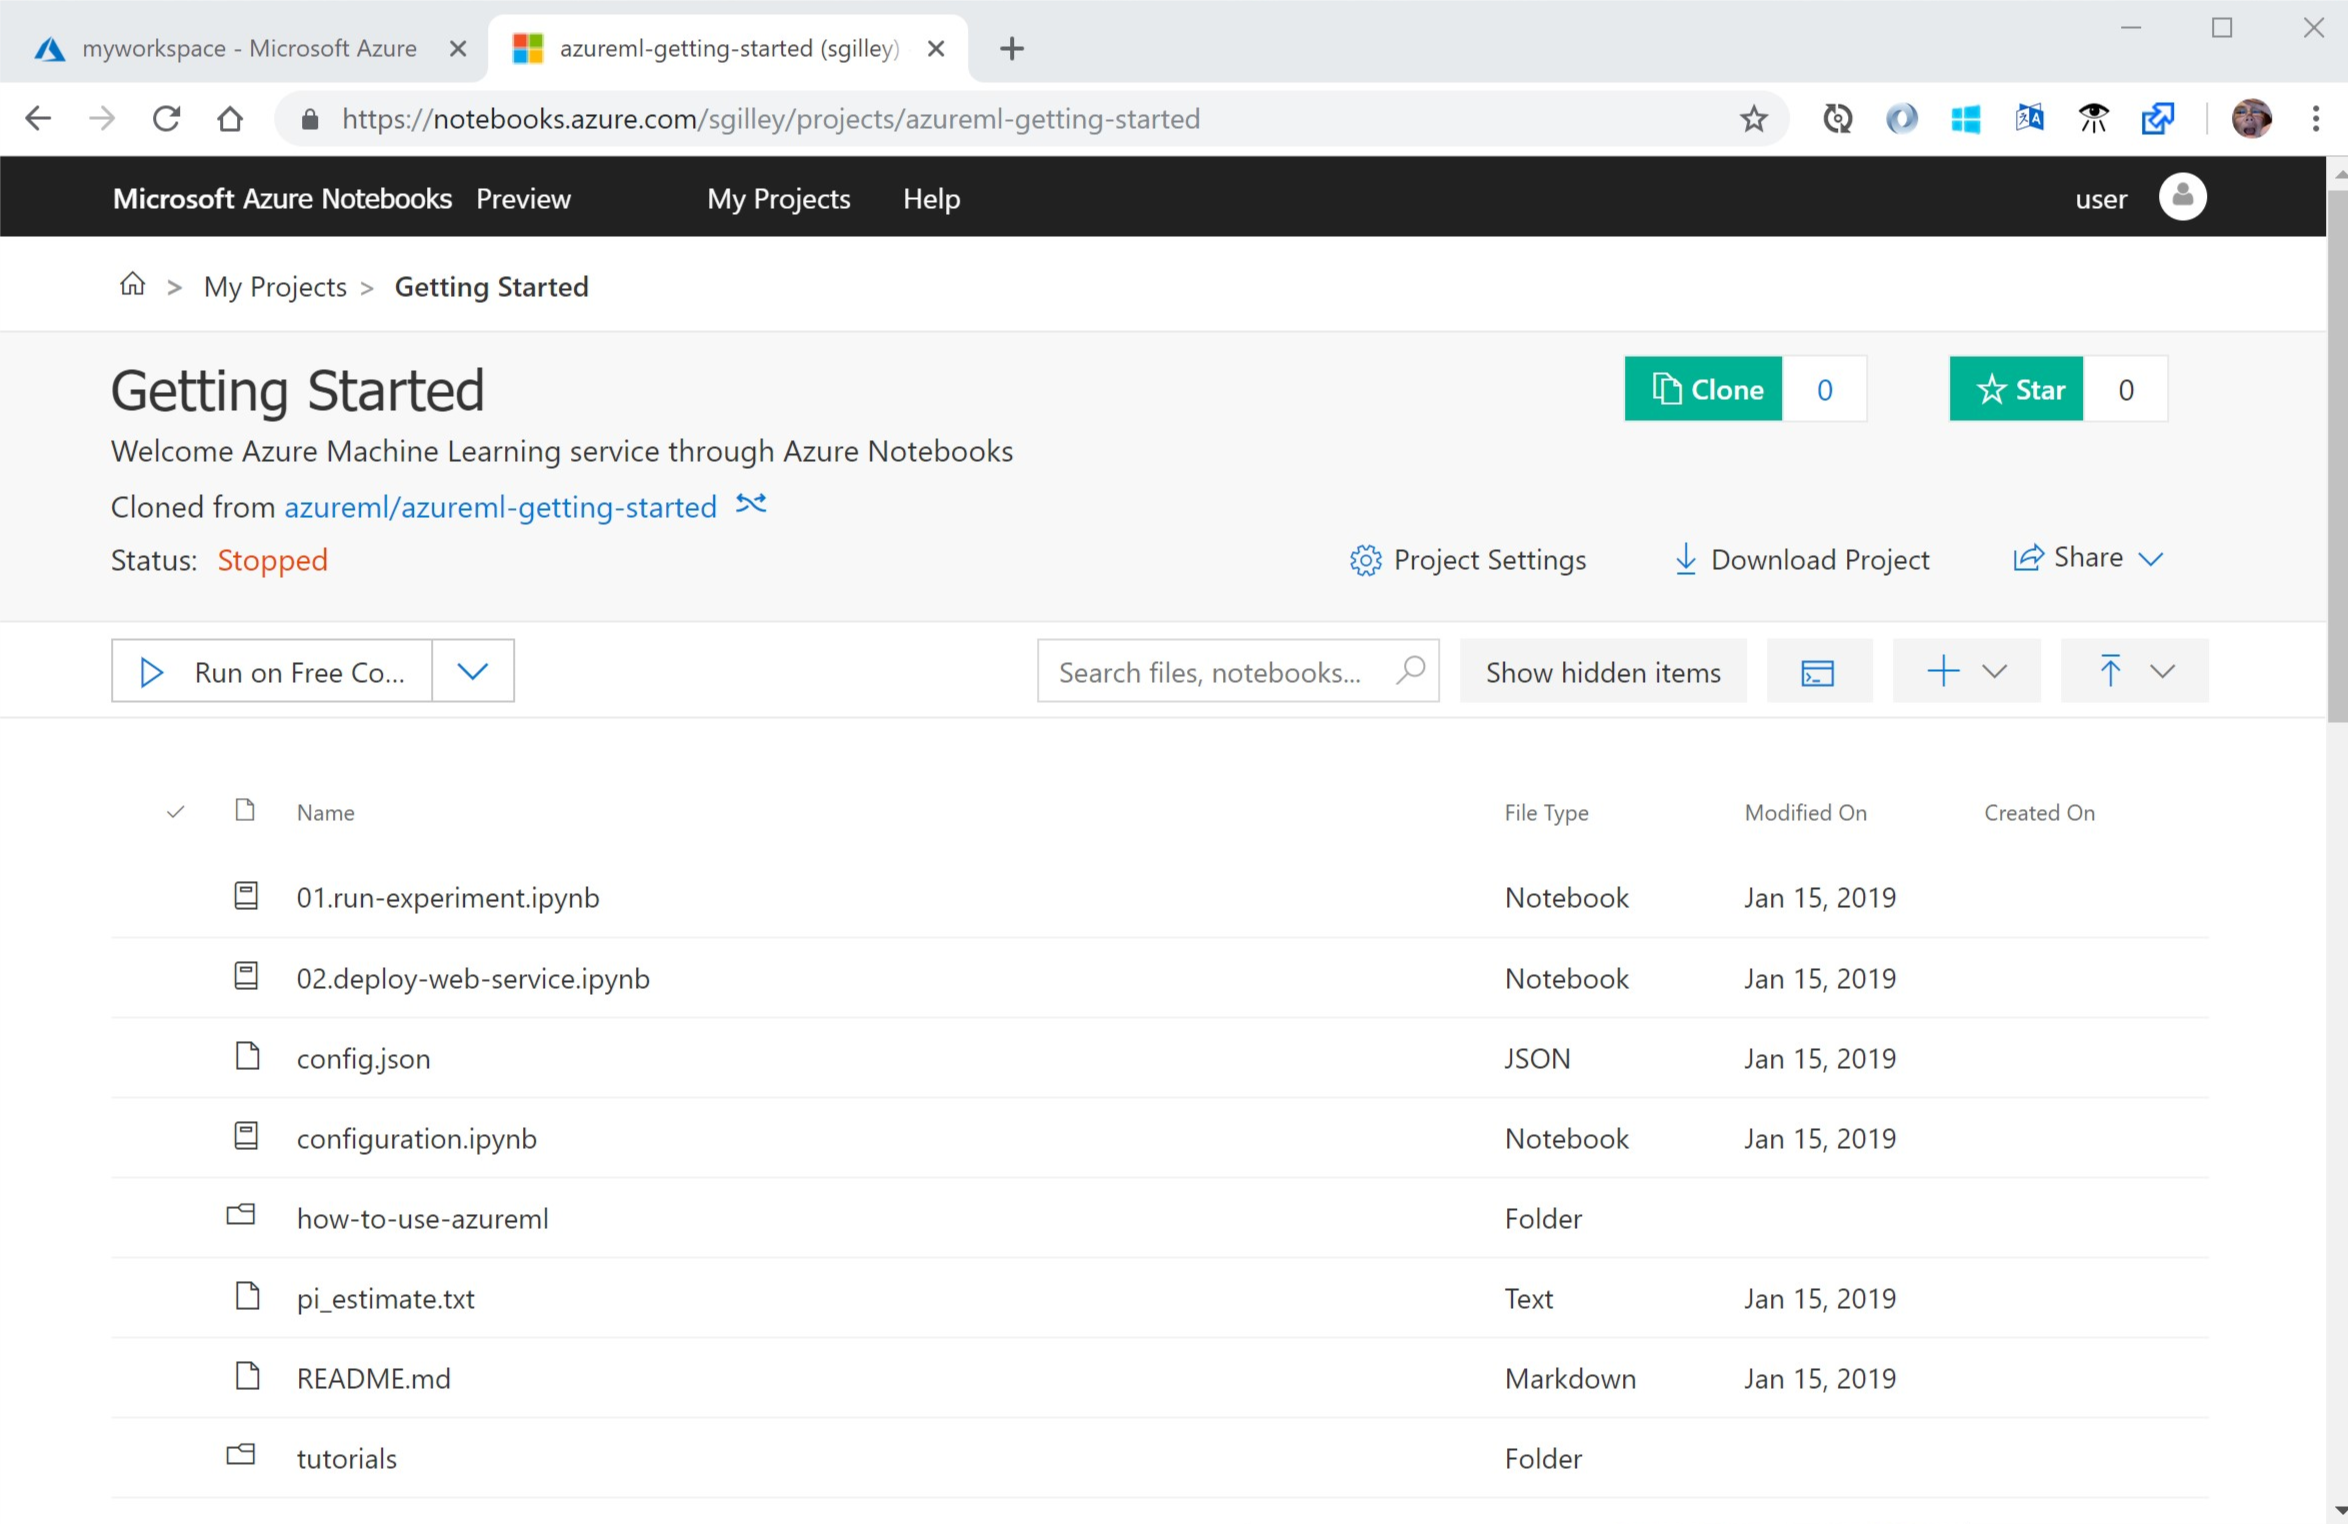 myworkspace - Microsoft Azure
azureml-getting-started (sgilley)
https://notebooks.azure.com/sgilley/projects/azureml-getting-started
Microsoft Azure Notebooks Preview My Projects Help user
> My Projects > Getting Started
Getting Started
Clone 0 Star 0
Welcome Azure Machine Learning service through Azure Notebooks
Cloned from azureml/azureml-getting-started
Status: Stopped
Project Settings Download Project Share
Run on Free Co... Search files, notebooks... Show hidden items
Name File Type Modified On Created On
01.run-experiment.ipynb Notebook Jan 15, 2019
02.deploy-web-service.ipynb Notebook Jan 15, 2019
config.json JSON Jan 15, 2019
configuration.ipynb Notebook Jan 15, 2019
how-to-use-azureml Folder
pi_estimate.txt Text Jan 15, 2019
README.md Markdown Jan 15, 2019
tutorials Folder